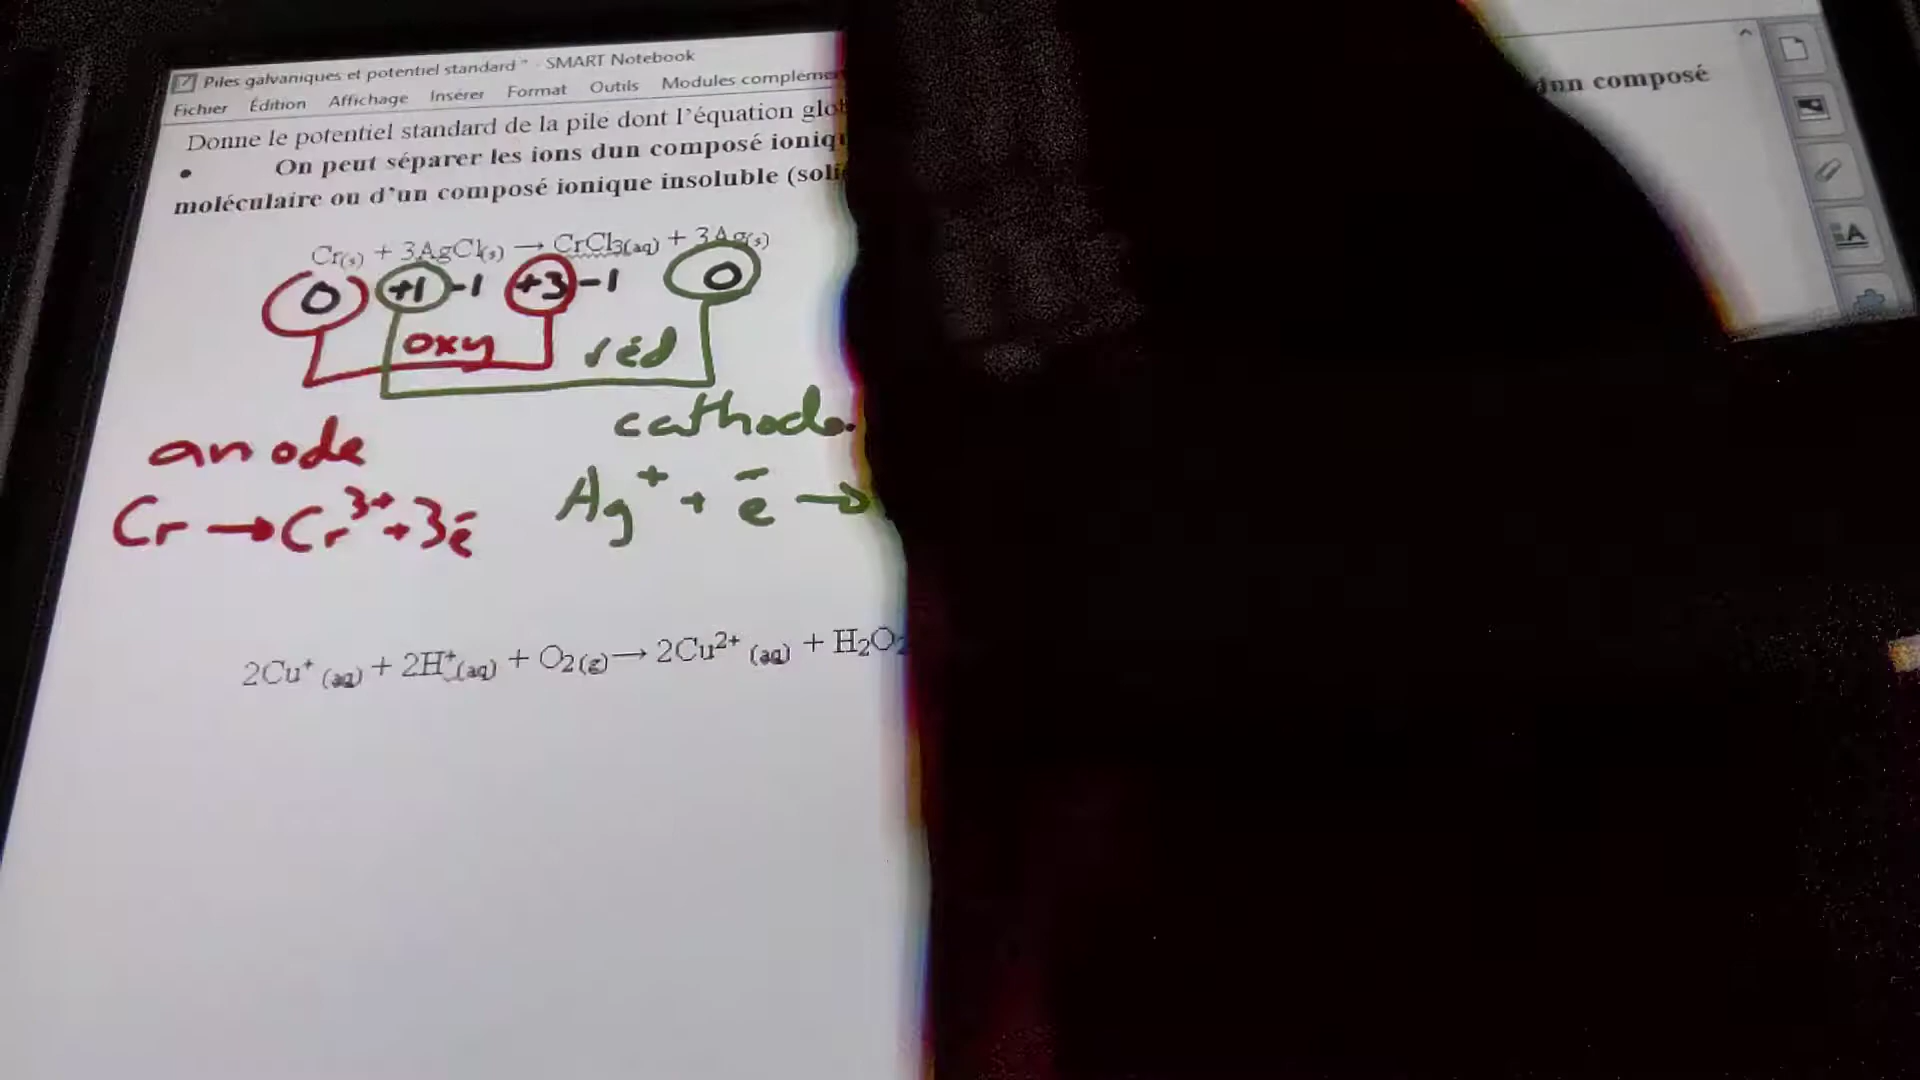 Piles galvaniques et potentiel standard * - SMART Notebook
Fichier Édition Affichage Insérer Format Outils Modules
Donne le potentiel standard de la pile dont l'équation
dun composé
• On peut séparer les ions dun composé
moléculaire ou d'un composé ionique insoluble
Cr(s) + 3AgCl(s) → CrCl3(aq) + 3Ag(s)
0 +1 -1 +3 -1 0
oxy réd
anode cathode
Cr → Cr³⁺ + 3e⁻ Ag⁺ + e⁻ →
2Cu⁺ (aq) + 2H⁺(aq) + O₂(g) → 2Cu²⁺ (aq) + H₂O₂
A